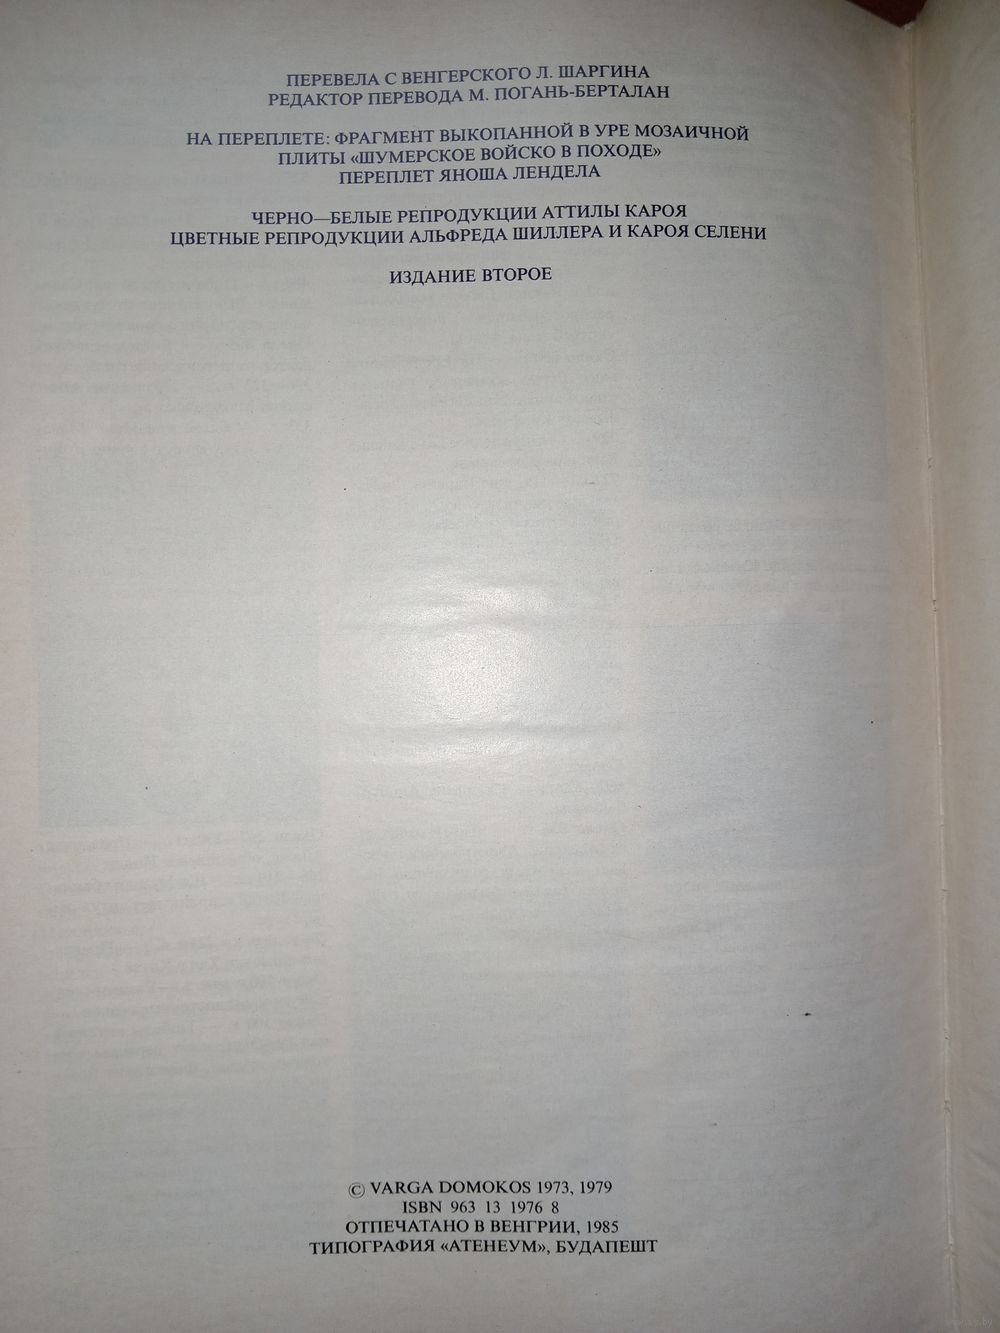 ПЕРЕВЕЛА С ВЕНГЕРСКОГО Л. ШАРГИНА
РЕДАКТОР ПЕРЕВОДА М. ПОГАНЬ-БЕРТАЛАН
НА ПЕРЕПЛЕТЕ: ФРАГМЕНТ ВЫКОПАННОЙ В УРЕ МОЗАИЧНОЙ
ПЛИТЫ «ШУМЕРСКОЕ ВОЙСКО В ПОХОДЕ»
ПЕРЕПЛЕТ ЯНОША ЛЕНДЕЛА
ЧЕРНО—БЕЛЫЕ РЕПРОДУКЦИИ АТТИЛЫ КАРОЯ
ЦВЕТНЫЕ РЕПРОДУКЦИИ АЛЬФРЕДА ШИЛЛЕРА И КАРОЯ СЕЛЕНИ
ИЗДАНИЕ ВТОРОЕ
© VARGA DOMOKOS 1973, 1979
ISBN 963 13 1976 8
ОТПЕЧАТАНО В ВЕНГРИИ, 1985
ТИПОГРАФИЯ «АТЕНЕУМ», БУДАПЕШТ